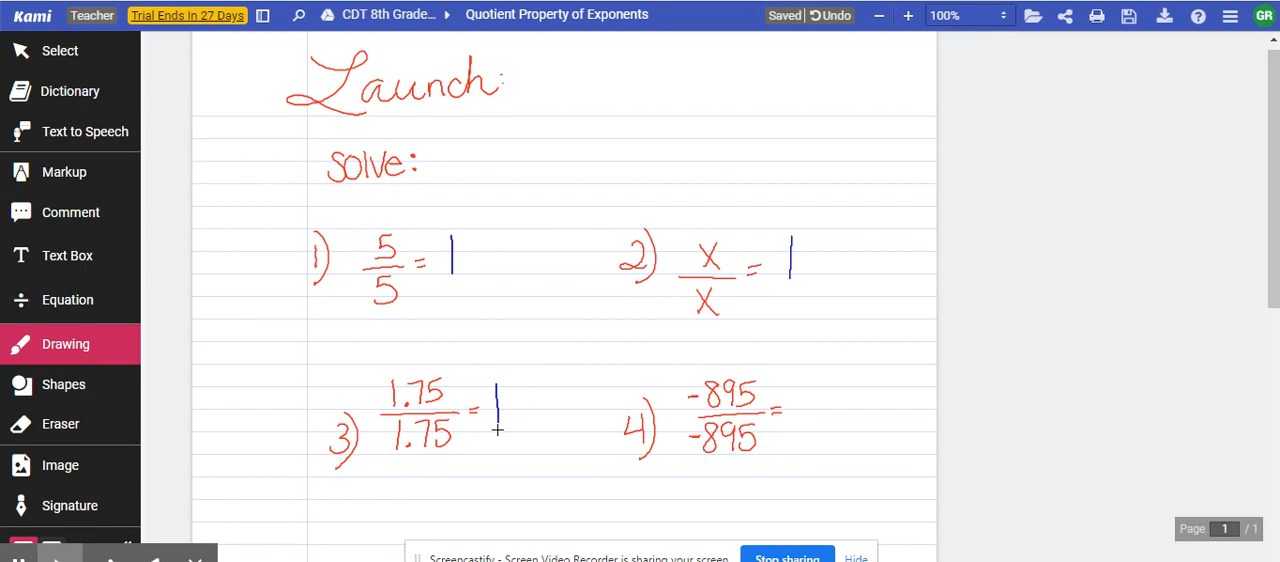 Kami Teacher Trial Ends In 27 Days CDT 8th Grade... Quotient Property of Exponents Saved Undo 100% GR
Select
Dictionary
Text to Speech
Markup
Comment
Text Box
Equation
Drawing
Shapes
Eraser
Image
Signature
Launch:
Solve:
1) 5/5 = 1
2) x/x = 1
3) 1.75/1.75 = 1
4) -895/-895 =
Page 1 / 1
Screencastify - Screen Video Recorder is sharing your screen. Stop sharing Hide